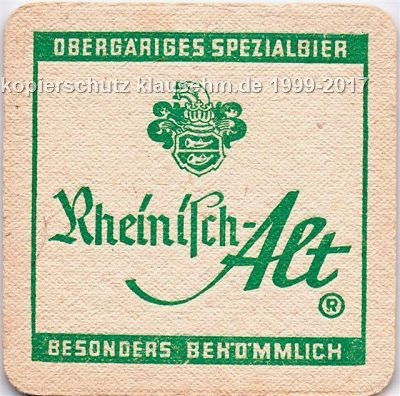 OBERGÄRIGES SPEZIALBIER
kopierschutz klausehm.de 1999-2017
Rheinisch-Alt
®
BESONDERS BEKÖMMLICH